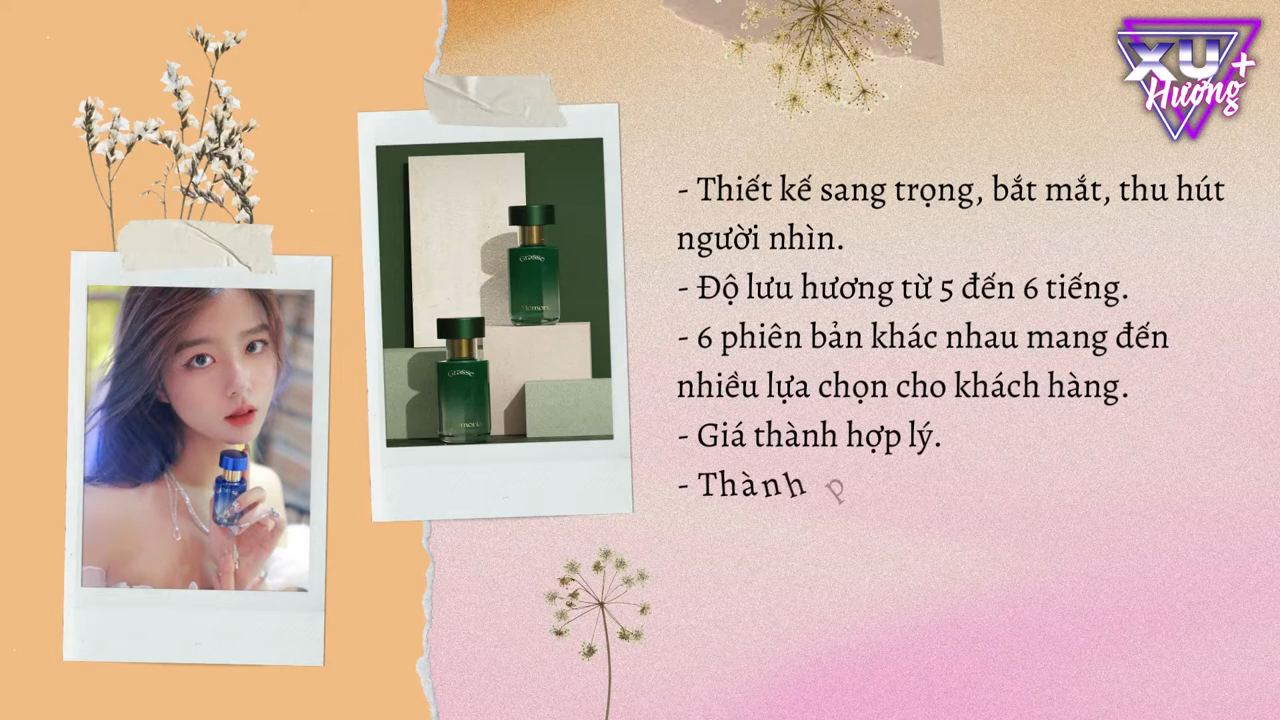 XU+
Hướng
- Thiết kế sang trọng, bắt mắt, thu hút
người nhìn.
- Độ lưu hương từ 5 đến 6 tiếng.
- 6 phiên bản khác nhau mang đến
nhiều lựa chọn cho khách hàng.
- Giá thành hợp lý.
- Thành p
Grasse
Grasse